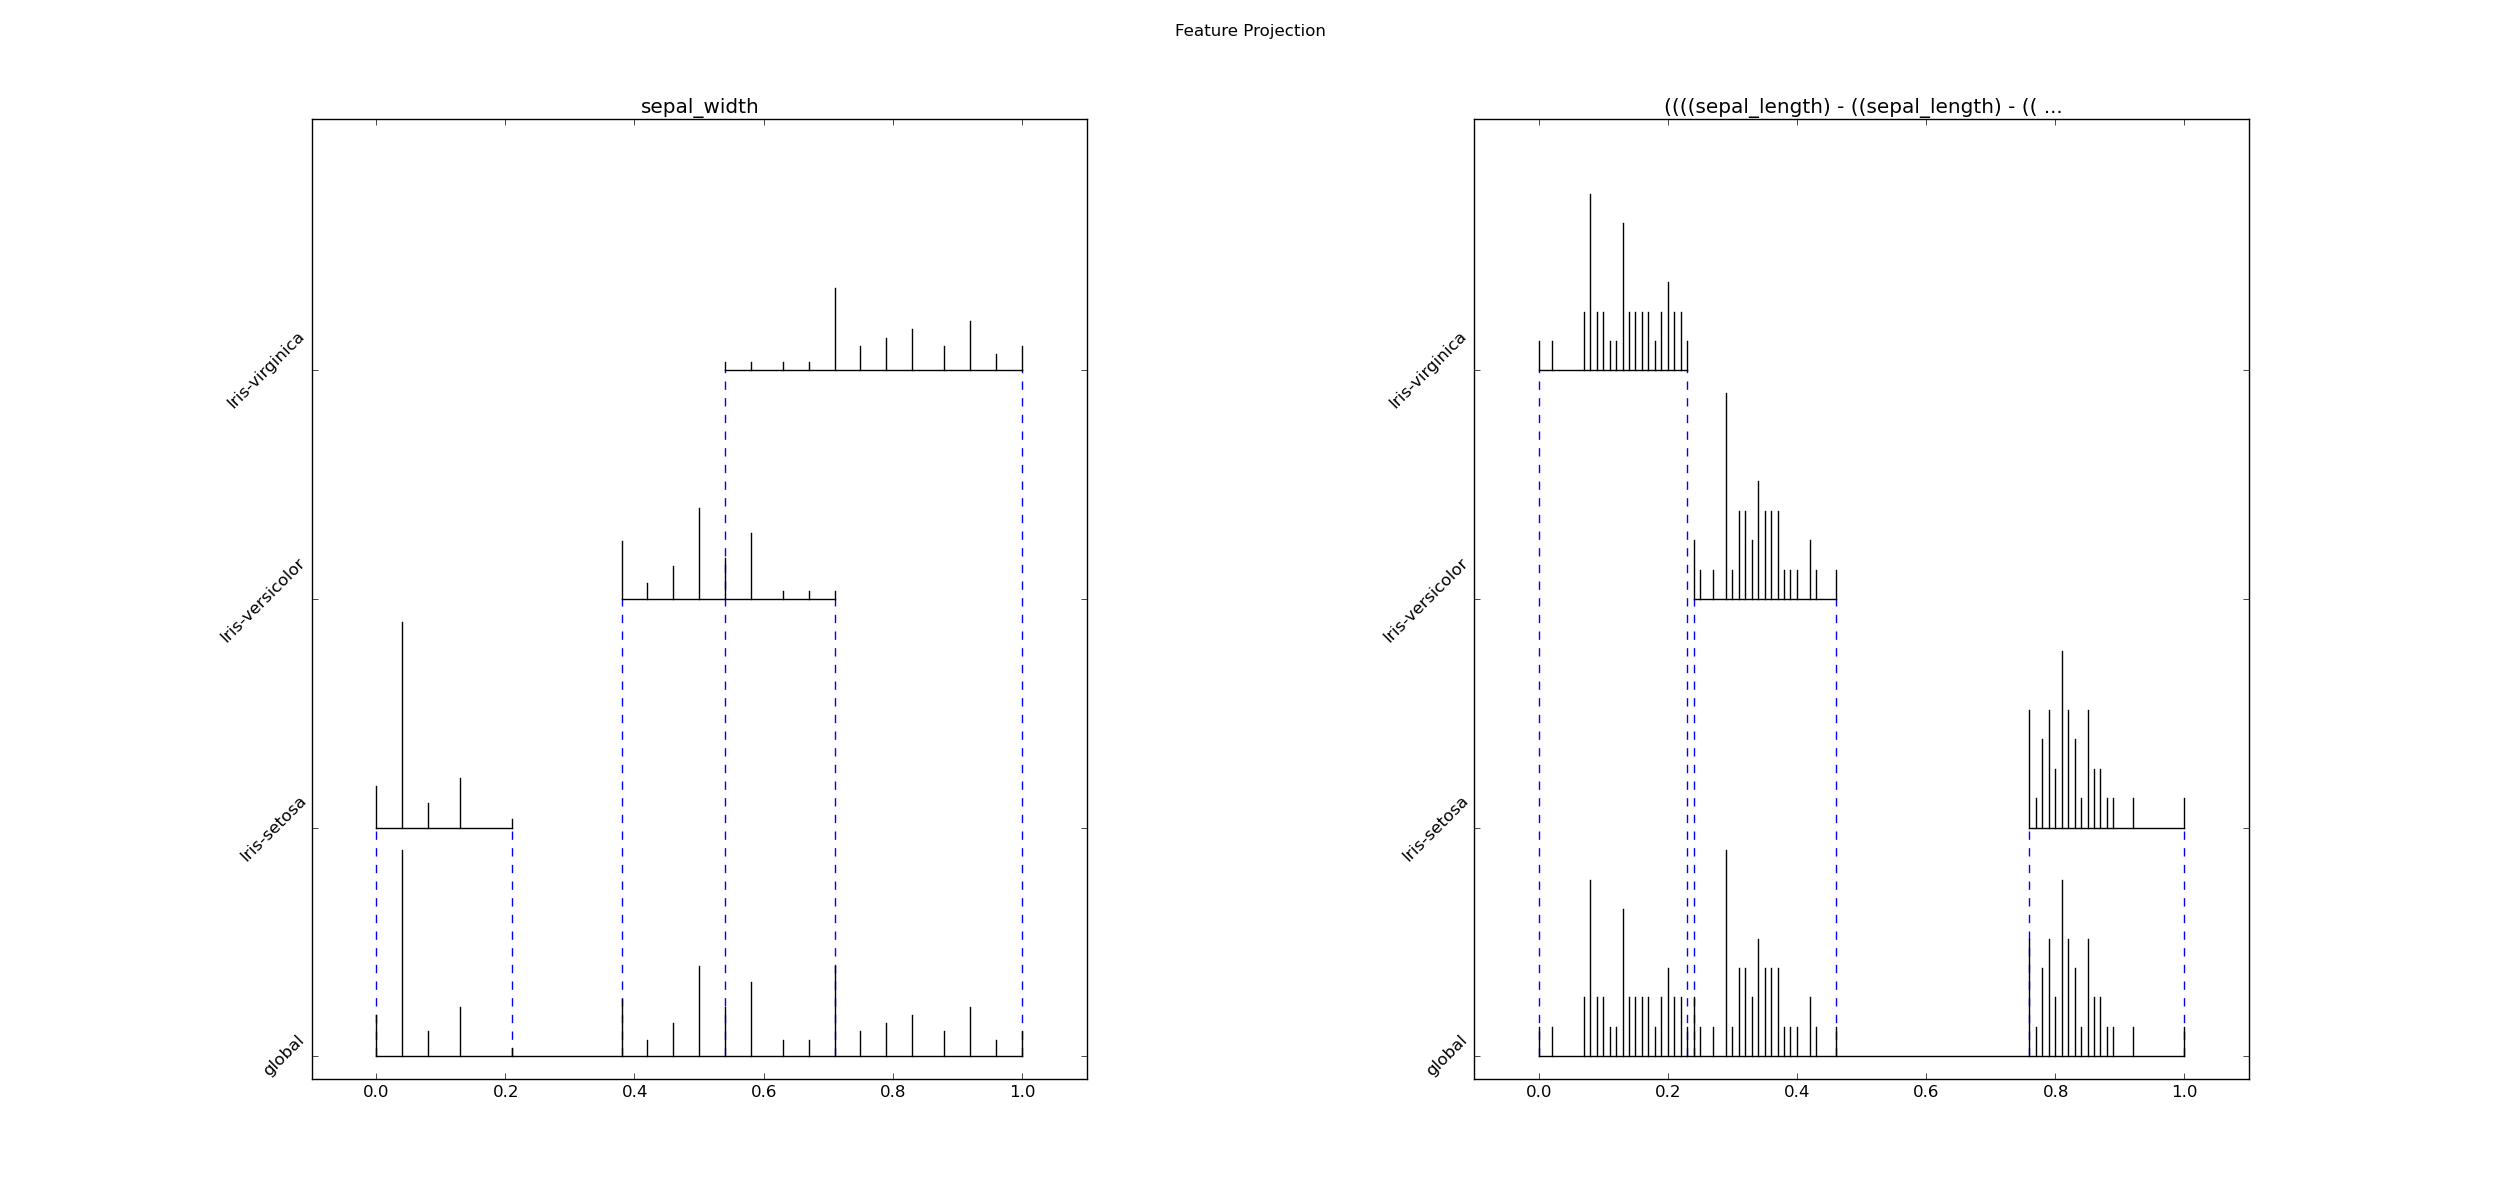 Feature Projection
sepal_width
Iris-virginica
Iris-versicolor
Iris-setosa
global
0.0 0.2 0.4 0.6 0.8 1.0
((((sepal_length) - ((sepal_length) - (( ...
Iris-virginica
Iris-versicolor
Iris-setosa
global
0.0 0.2 0.4 0.6 0.8 1.0